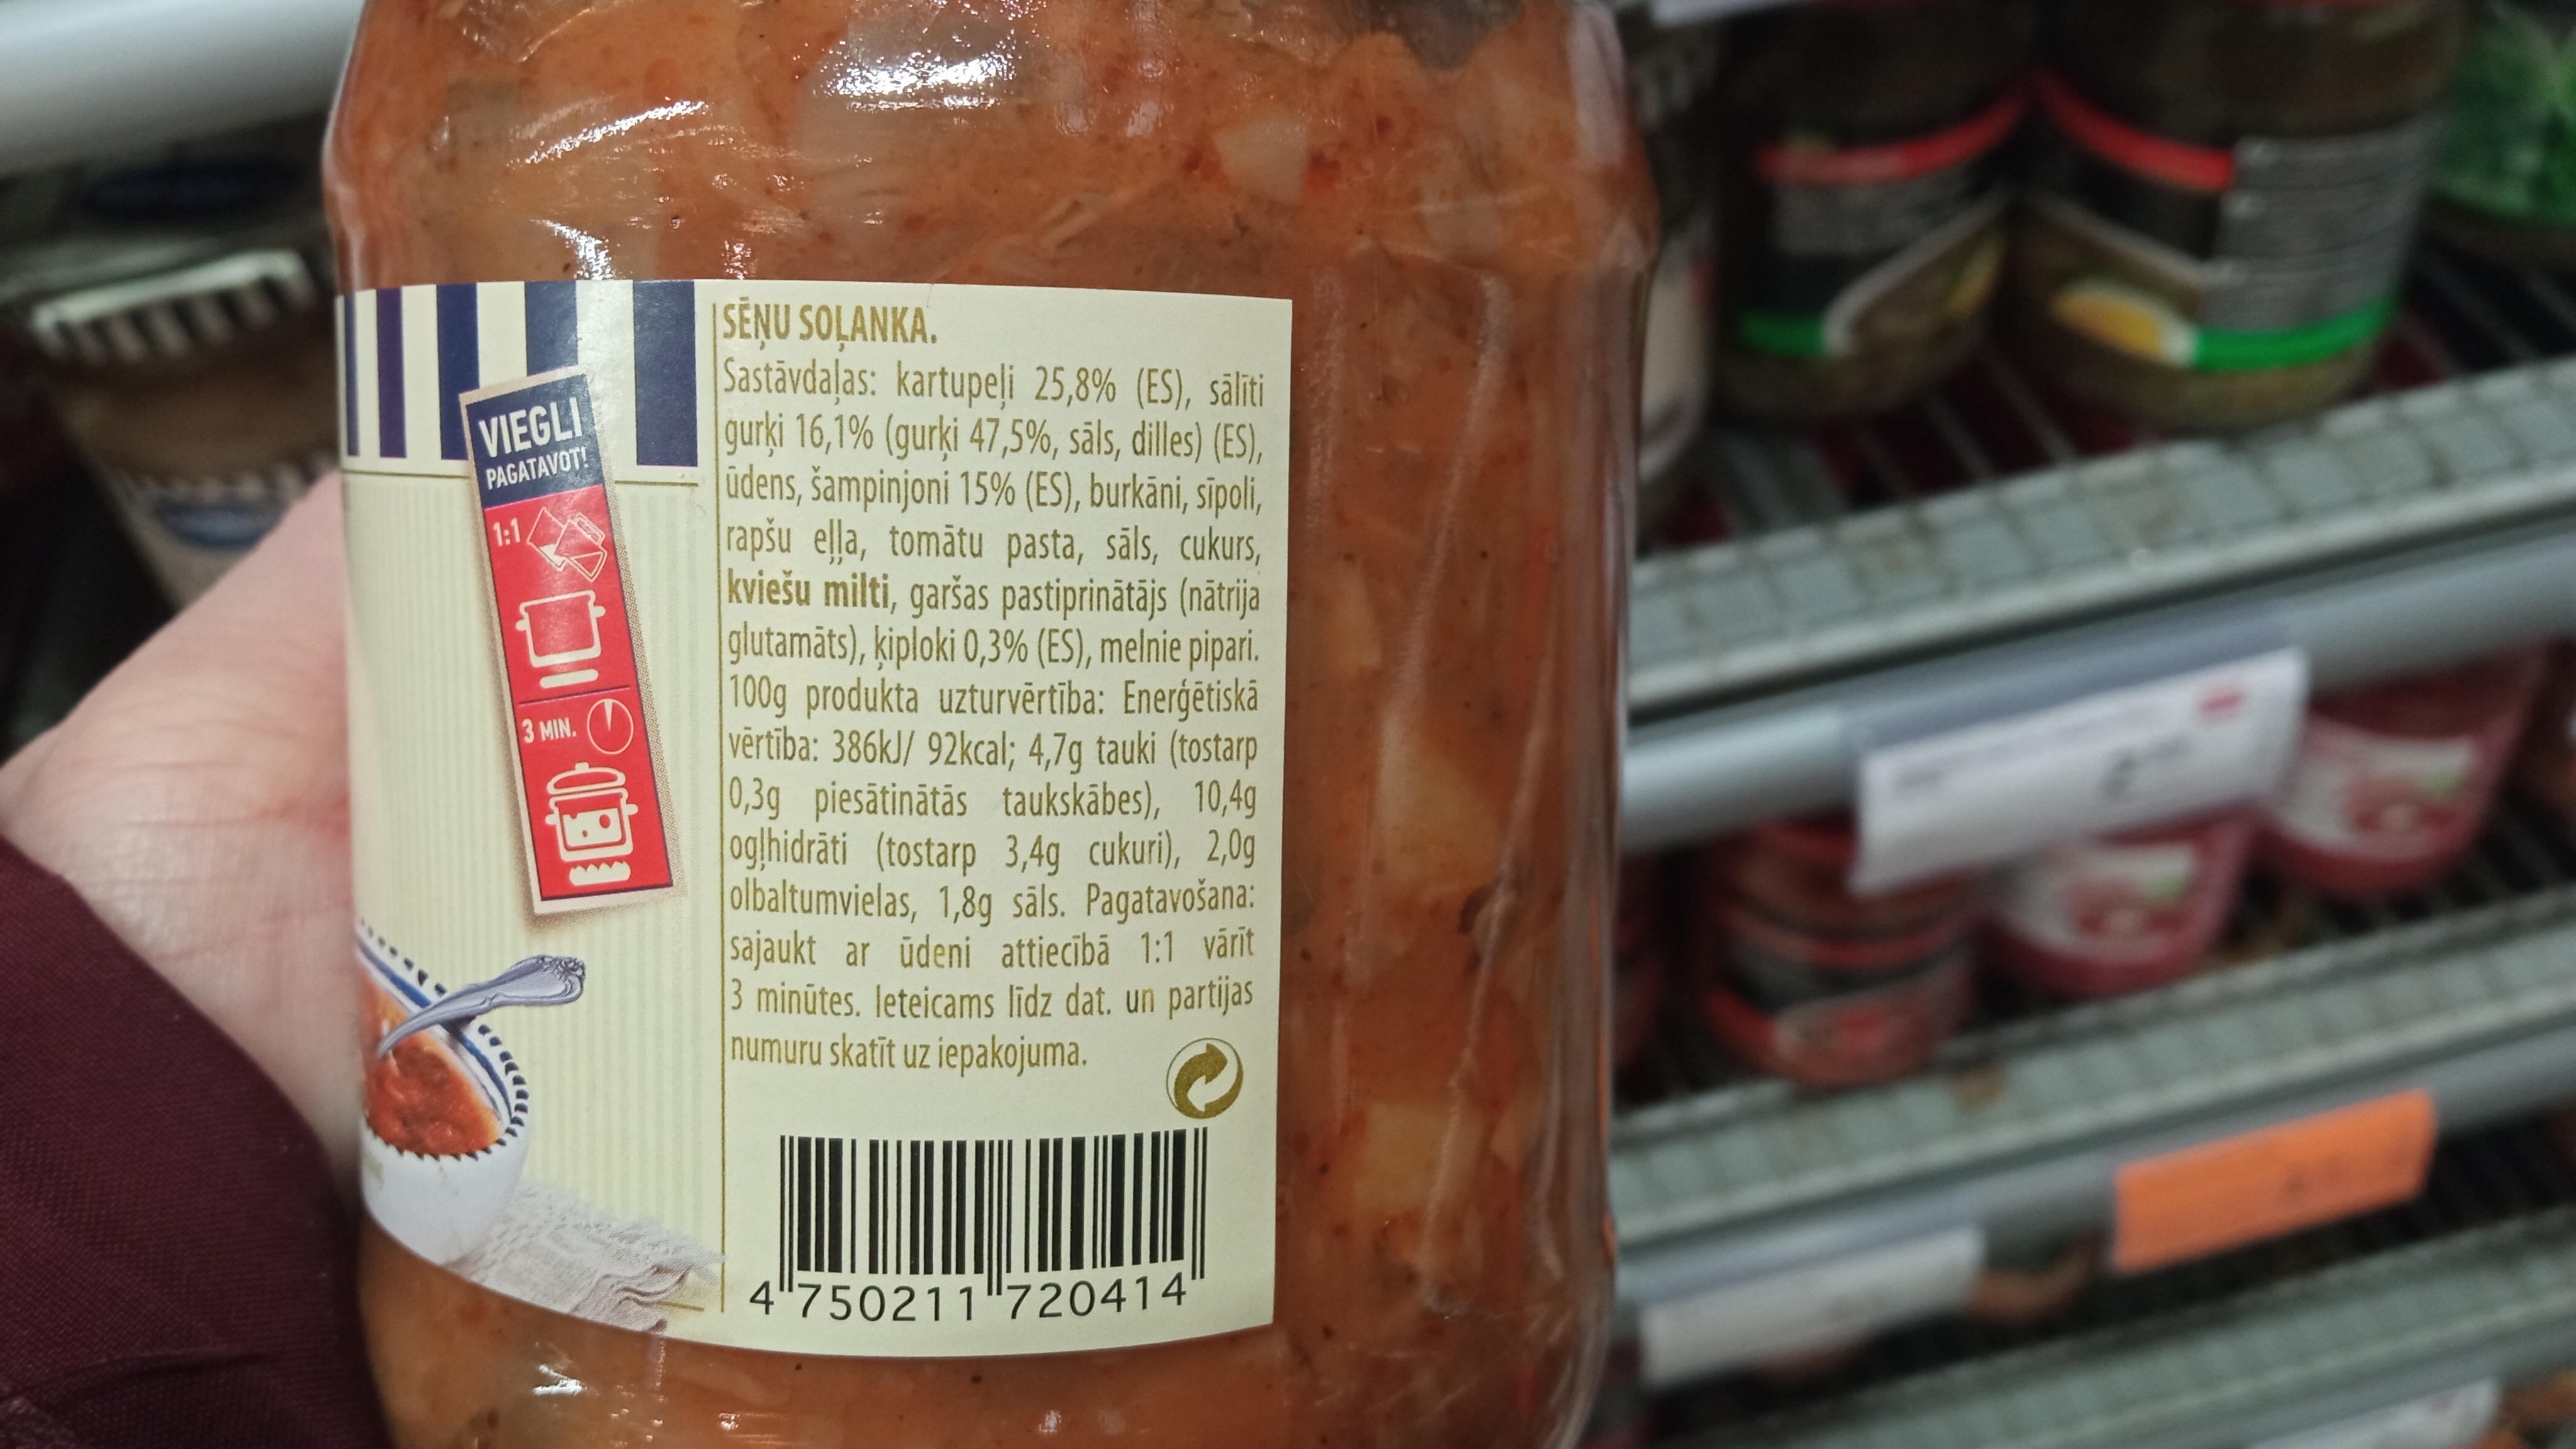 VIEGLI
PAGATAVOT!
1:1
3 MIN.
SĒŅU SOĻANKA.
Sastāvdaļas: kartupeļi 25,8% (ES), sālīti
gurķi 16,1% (gurķi 47,5%, sāls, dilles) (ES),
ūdens, šampinjoni 15% (ES), burkāni, sīpoli,
rapšu eļļa, tomātu pasta, sāls, cukurs,
kviešu milti, garšas pastiprinātājs (nātrija
glutamāts), ķiploki 0,3% (ES), melnie pipari.
100g produkta uzturvērtība: Enerģētiskā
vērtība: 386kJ/ 92kcal; 4,7g tauki (tostarp
0,3g piesātinātās taukskābes), 10,4g
ogļhidrāti (tostarp 3,4g cukuri), 2,0g
olbaltumvielas, 1,8g sāls. Pagatavošana:
sajaukt ar ūdeni attiecībā 1:1 vārīt
3 minūtes. Ieteicams līdz dat. un partijas
numuru skatīt uz iepakojuma.
4 750211 720414